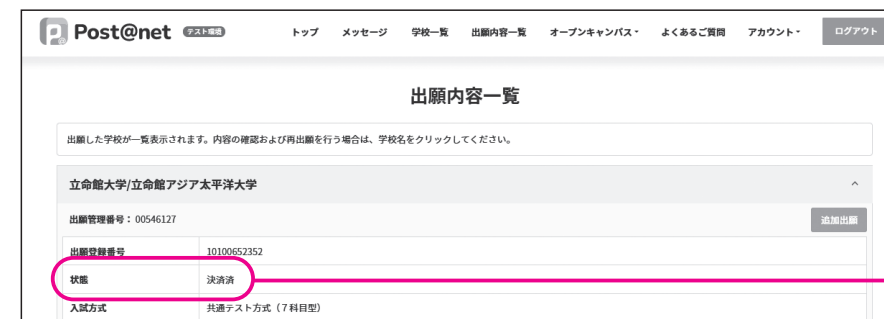 Post@net テスト環境 トップ メッセージ 学校一覧 出願内容一覧 オープンキャンパス よくあるご質問 アカウント ログアウト
出願内容一覧
出願した学校が一覧表示されます。内容の確認および再出願を行う場合は、学校名をクリックしてください。
立命館大学/立命館アジア太平洋大学
出願管理番号：00546127 追加出願
出願登録番号 10100652352
状態 決済済
入試方式 共通テスト方式（７科目型）